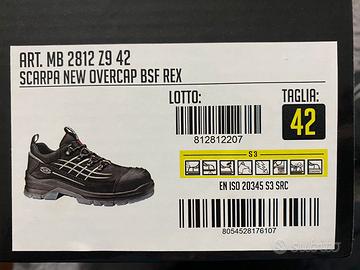 ART. MB 2812 Z9 42
SCARPA NEW OVERCAP BSF REX
LOTTO:
812812207
TAGLIA:
42
S3
EN ISO 20345 S3 SRC
8054528176107
subito